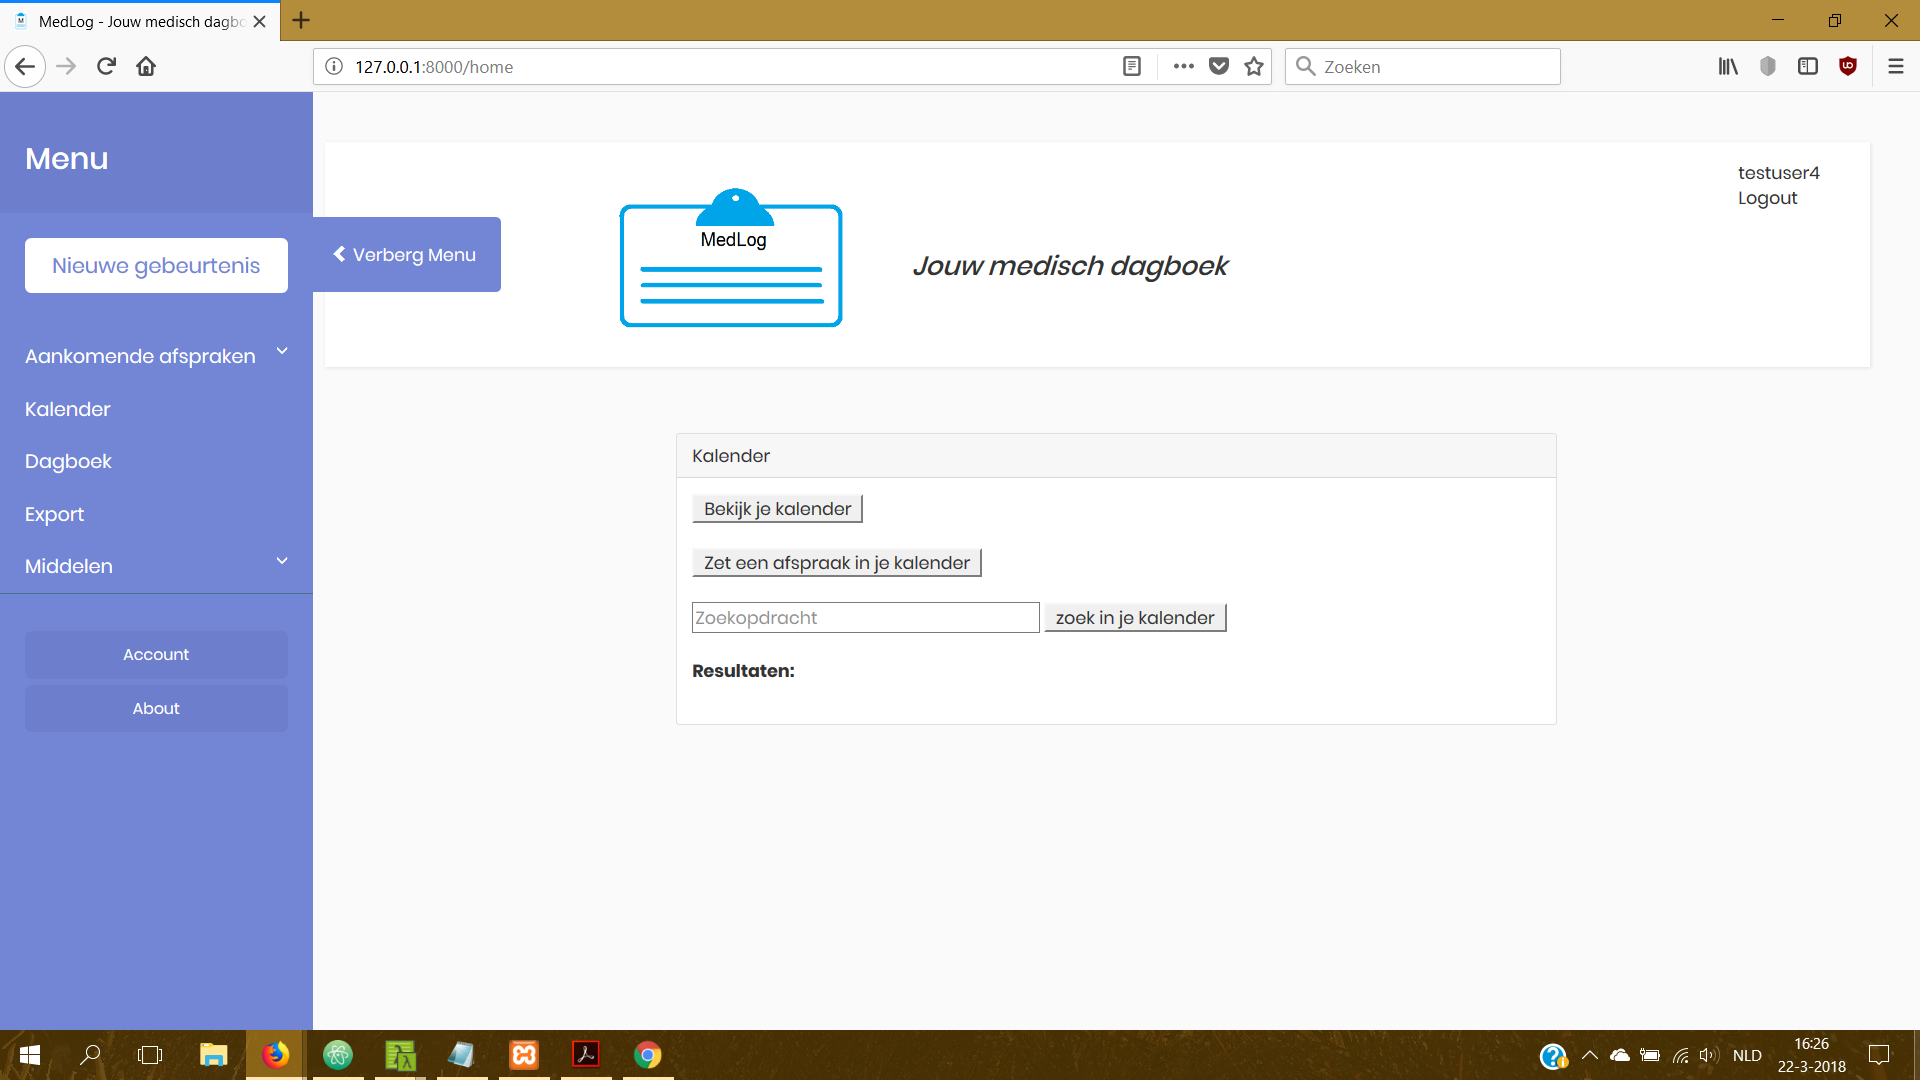 MedLog - Jouw medisch dagbo
127.0.0.1:8000/home
Zoeken
Menu
Nieuwe gebeurtenis
Aankomende afspraken
Kalender
Dagboek
Export
Middelen
Account
About
Verberg Menu
MedLog
Jouw medisch dagboek
testuser4
Logout
Kalender
Bekijk je kalender
Zet een afspraak in je kalender
Zoekopdracht
zoek in je kalender
Resultaten:
NLD
16:26
22-3-2018